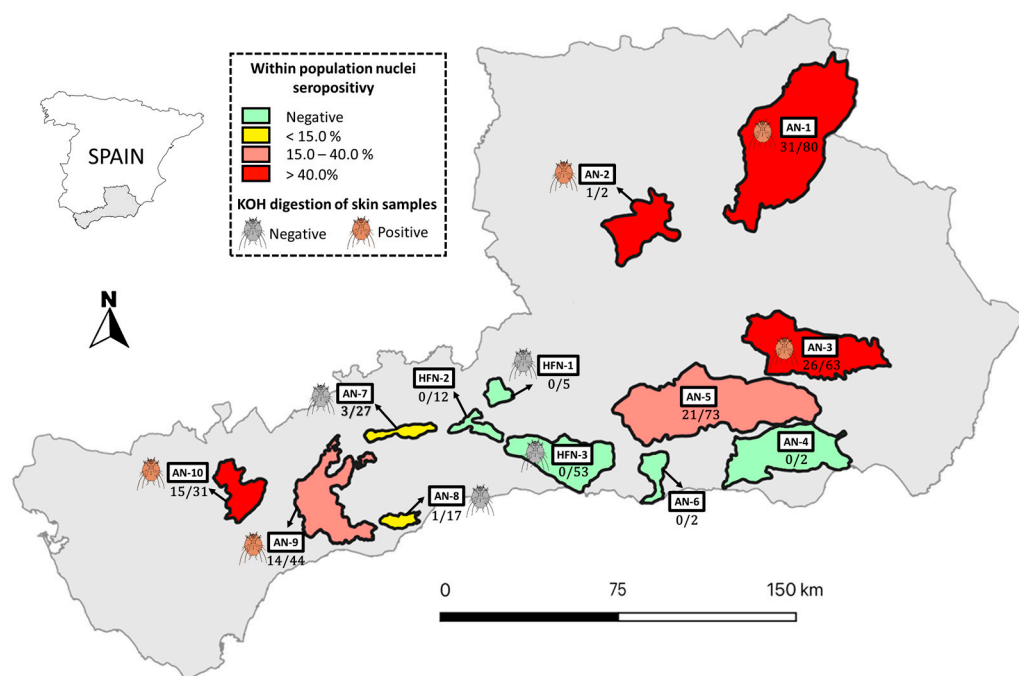 Within population nuclei
seropositivy
Negative
< 15.0 %
15.0 – 40.0 %
> 40.0%
KOH digestion of skin samples
Negative
Positive
SPAIN
N
AN-1
31/80
AN-2
1/2
AN-3
26/63
HFN-1
0/5
HFN-2
0/12
AN-7
3/27
AN-5
21/73
AN-4
0/2
HFN-3
0/53
AN-10
15/31
AN-8
1/17
AN-6
0/2
AN-9
14/44
0 75 150 km